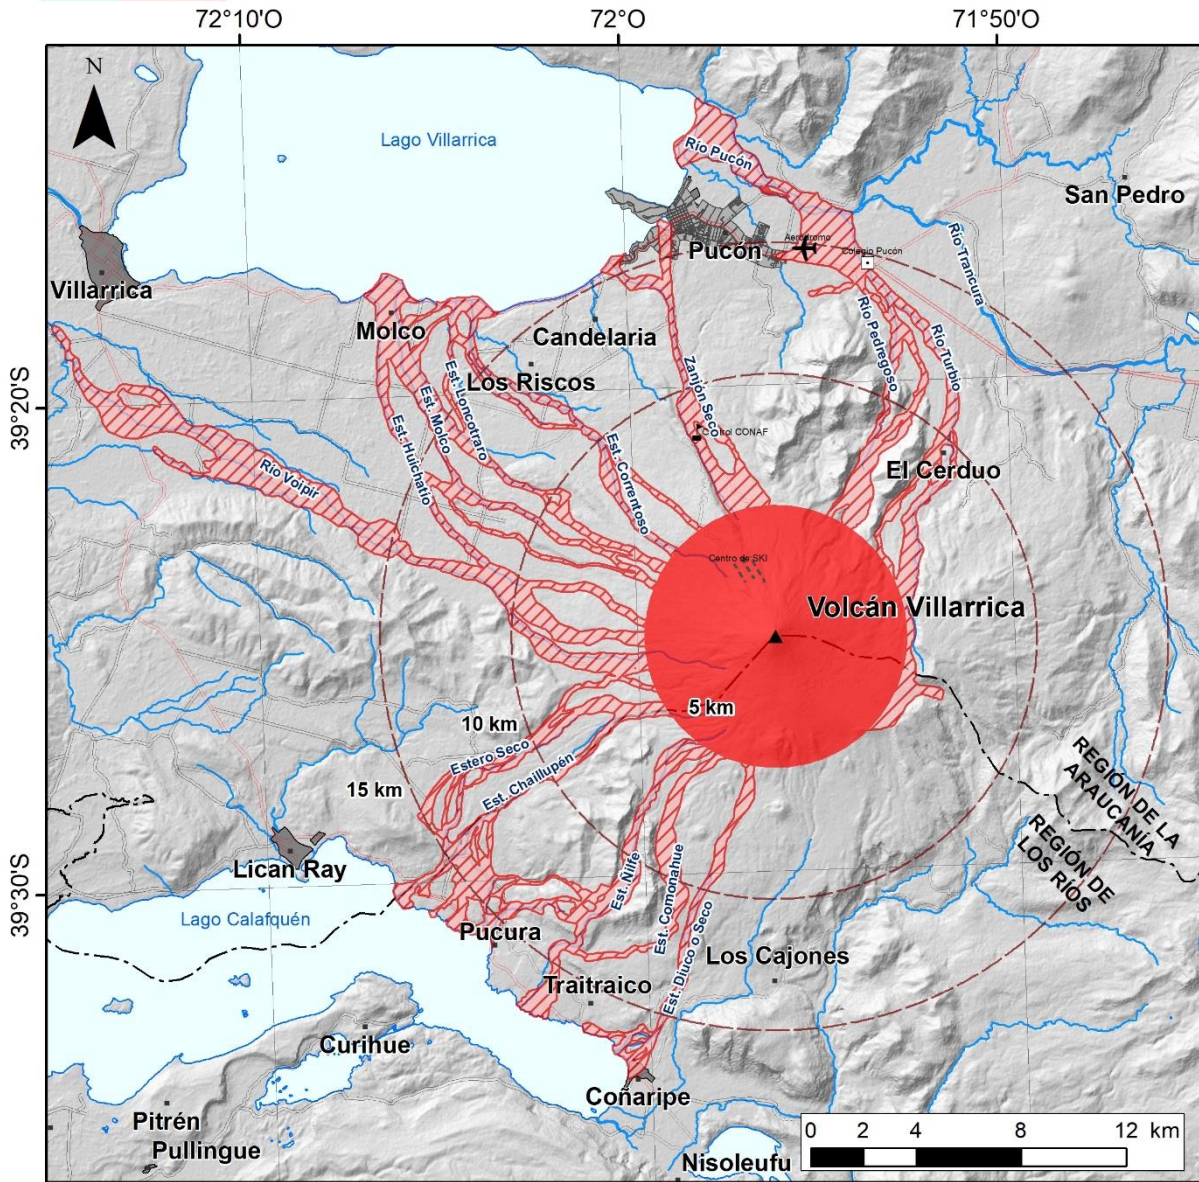 72°10'O
72°O
71°50'O
N
Lago Villarrica
Río Pucón
San Pedro
Pucón
Aeródromo
Colegio Pucón
Río Trancura
Villarrica
Molco
Candelaria
Los Riscos
Río Pedregoso
Río Turbio
Zanjón Seco
Est. Loncotraro
Est. Molco
Est. Huichatio
39°20'S
Control CONAF
El Cerduo
Río Voipir
Est. Correntoso
Centro de SKI
Volcán Villarrica
5 km
10 km
15 km
Estero Seco
Est. Chaillupén
REGIÓN DE LA
ARAUCANÍA
REGIÓN DE
LOS RÍOS
Lican Ray
39°30'S
Lago Calafquén
Est. Ñilfe
Est. Comonahue
Est. Diuco o Seco
Pucura
Los Cajones
Traitraico
Curihue
Coñaripe
Pitrén
Pullingue
Nisoleufu
0 2 4 8 12 km